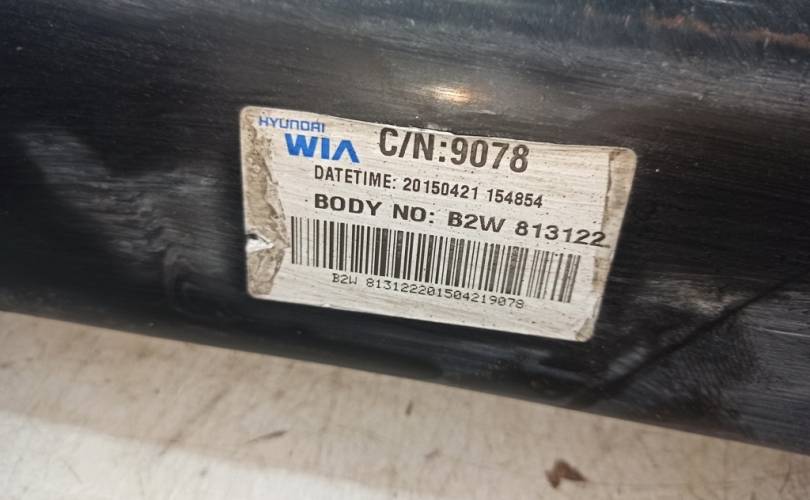 HYUNDAI
WIA C/N:9078
DATETIME: 20150421 154854
BODY NO: B2W 813122
B2W 813122201504219078